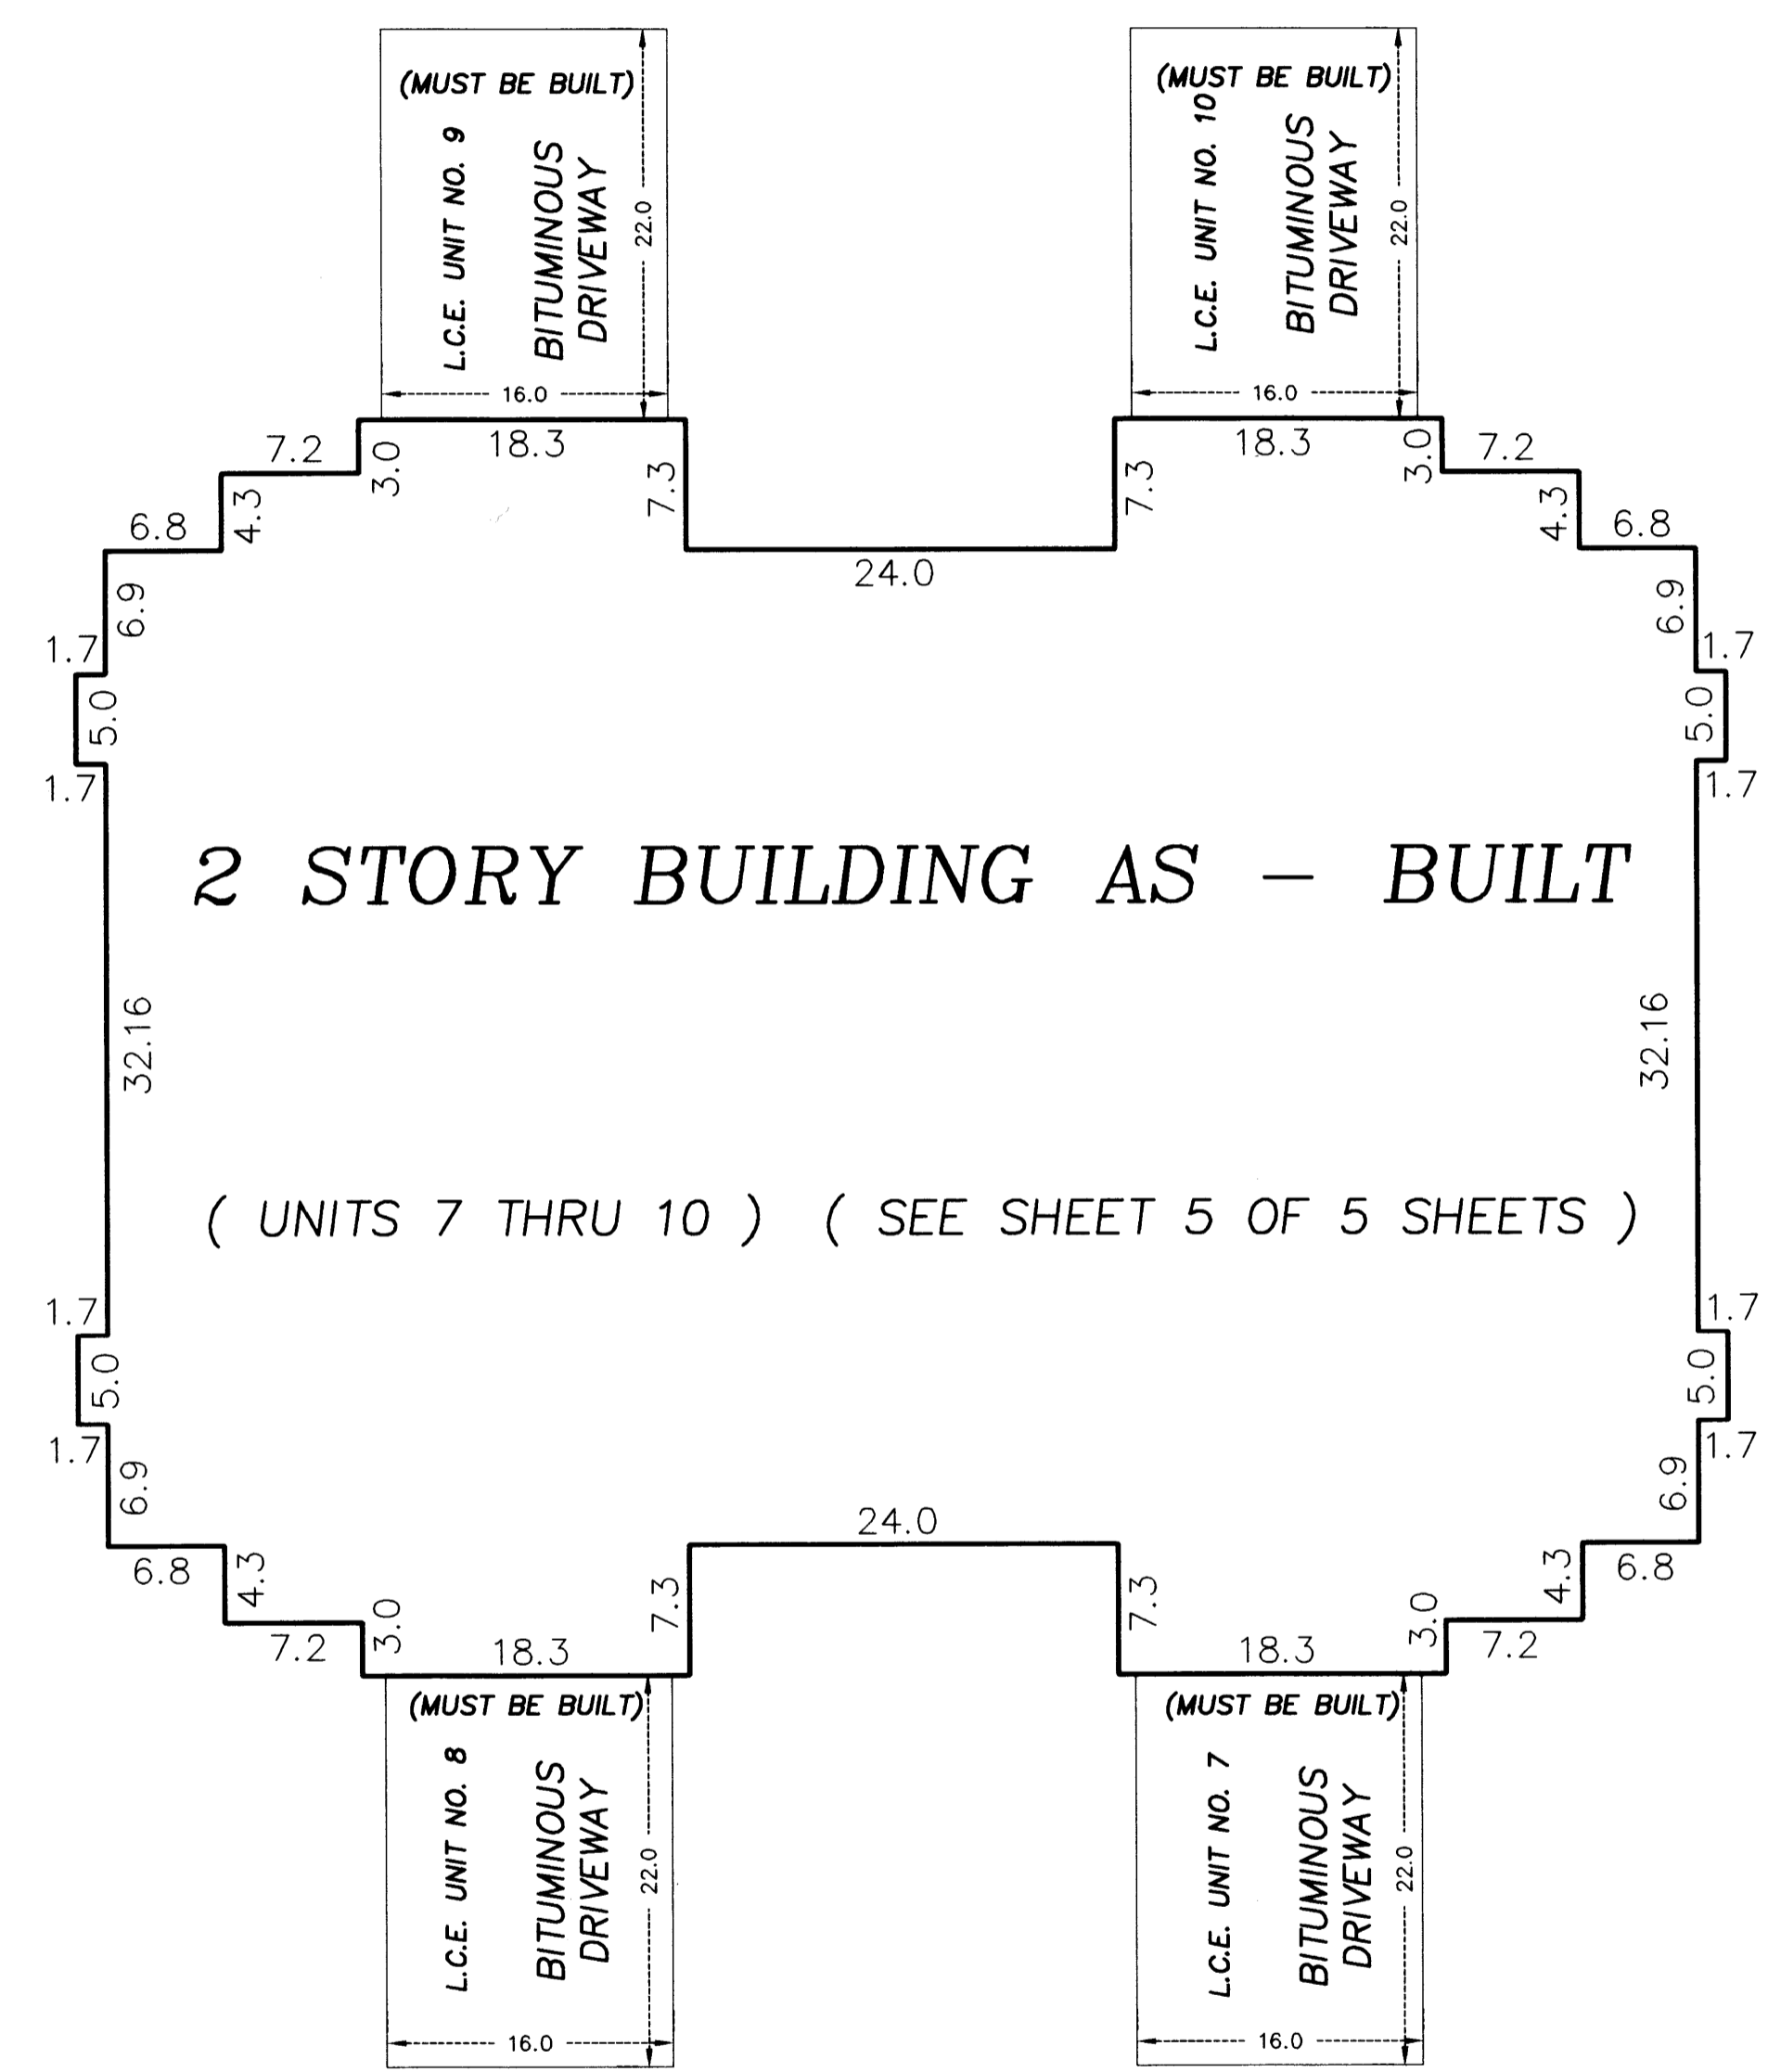 (MUST BE BUILT)
L.C.E. UNIT NO. 9
BITUMINOUS
DRIVEWAY
22.0
16.0
(MUST BE BUILT)
L.C.E. UNIT NO. 10
BITUMINOUS
DRIVEWAY
22.0
16.0
7.2
3.0
18.3
7.3
6.8
4.3
24.0
7.3
18.3
3.0
7.2
4.3
6.8
6.9
1.7
5.0
1.7
6.9
1.7
5.0
1.7
2 STORY BUILDING AS – BUILT
32.16
32.16
( UNITS 7 THRU 10 ) ( SEE SHEET 5 OF 5 SHEETS )
1.7
5.0
1.7
6.9
1.7
5.0
1.7
6.9
6.8
4.3
7.2
3.0
18.3
7.3
24.0
7.3
18.3
3.0
7.2
4.3
6.8
(MUST BE BUILT)
L.C.E. UNIT NO. 8
BITUMINOUS
DRIVEWAY
22.0
16.0
(MUST BE BUILT)
L.C.E. UNIT NO. 7
BITUMINOUS
DRIVEWAY
22.0
16.0